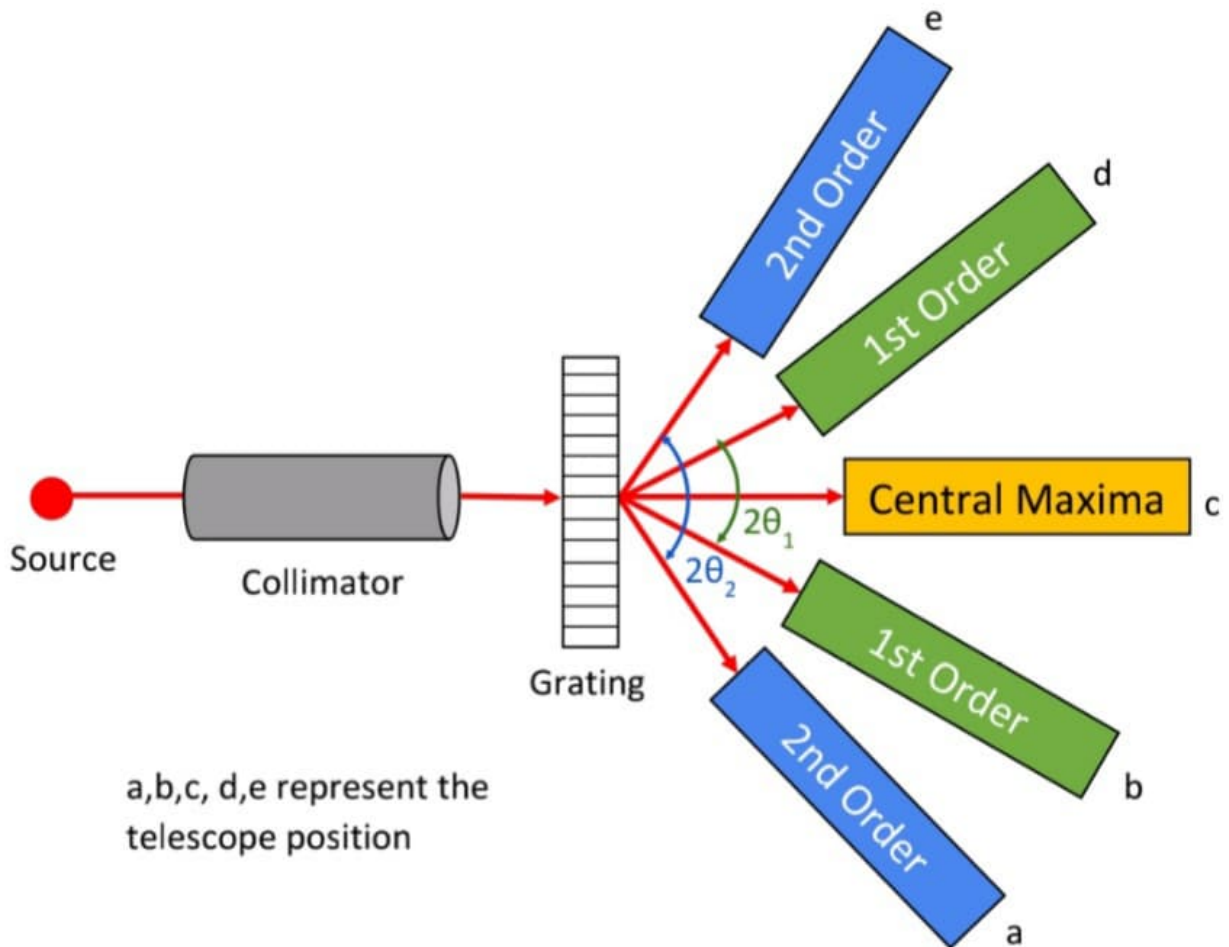 e
2nd Order
d
1st Order
Central Maxima
c
2θ₁
Source
Collimator
2θ₂
1st Order
Grating
2nd Order
b
a,b,c, d,e represent the
telescope position
a